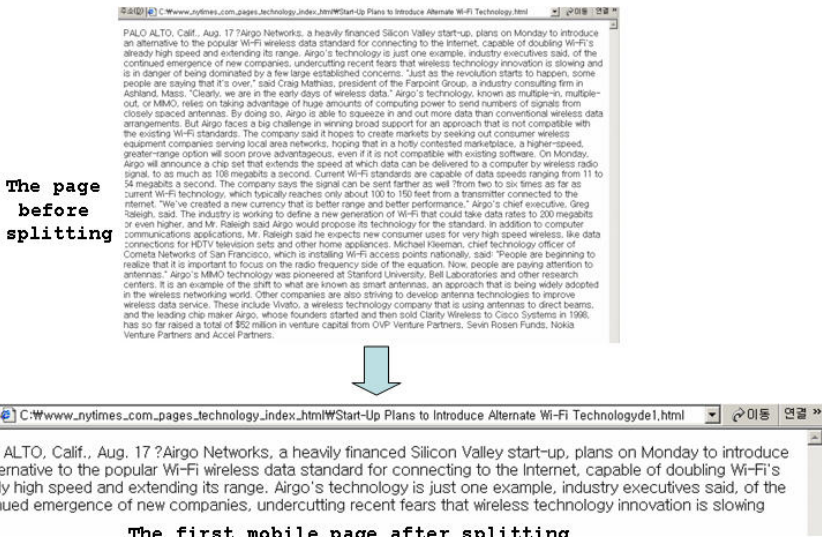 주소(D) C:₩www_nytimes_com_pages_technology_index_html₩Start-Up Plans to Introduce Alternate Wi-Fi Technology.html 이동 연결 »
PALO ALTO, Calif., Aug. 17 ?Airgo Networks, a heavily financed Silicon Valley start-up, plans on Monday to introduce
an alternative to the popular Wi-Fi wireless data standard for connecting to the Internet, capable of doubling Wi-Fi's
already high speed and extending its range. Airgo's technology is just one example, industry executives said, of the
continued emergence of new companies, undercutting recent fears that wireless technology innovation is slowing and
is in danger of being dominated by a few large established concerns. "Just as the revolution starts to happen, some
people are saying that it's over," said Craig Mathias, president of the Farpoint Group, a industry consulting firm in
Ashland, Mass. "Clearly, we are in the early days of wireless data." Airgo's technology, known as multiple-in, multiple-
out, or MIMO, relies on taking advantage of huge amounts of computing power to send numbers of signals from
closely spaced antennas. By doing so, Airgo is able to squeeze in and out more data than conventional wireless data
arrangements. But Airgo faces a big challenge in winning broad support for an approach that is not compatible with
the existing Wi-Fi standards. The company said it hopes to create markets by seeking out consumer wireless
equipment companies serving local area networks, hoping that in a hotly contested marketplace, a higher-speed,
greater-range option will soon prove advantageous, even if it is not compatible with existing software. On Monday,
Airgo will announce a chip set that extends the speed at which data can be delivered to a computer by wireless radio
signal, to as much as 108 megabits a second. Current Wi-Fi standards are capable of data speeds ranging from 11 to
54 megabits a second. The company says the signal can be sent farther as well ?from two to six times as far as
current Wi-Fi technology, which typically reaches only about 100 to 150 feet from a transmitter connected to the
Internet. "We've created a new currency that is better range and better performance," Airgo's chief executive, Greg
Raleigh, said. The industry is working to define a new generation of Wi-Fi that could take data rates to 200 megabits
or even higher, and Mr. Raleigh said Airgo would propose its technology for the standard. In addition to computer
communications applications, Mr. Raleigh said he expects new consumer uses for very high speed wireless, like data
connections for HDTV television sets and other home appliances. Michael Kleeman, chief technology officer of
Cometa Networks of San Francisco, which is installing Wi-Fi access points nationally, said: "People are beginning to
realize that it is important to focus on the radio frequency side of the equation. Now, people are paying attention to
antennas." Airgo's MIMO technology was pioneered at Stanford University, Bell Laboratories and other research
centers. It is an example of the shift to what are known as smart antennas, an approach that is being widely adopted
in the wireless networking world. Other companies are also striving to develop antenna technologies to improve
wireless data service. These include Vivato, a wireless technology company that is using antennas to direct beams,
and the leading chip maker Airgo, whose founders started and then sold Clarity Wireless to Cisco Systems in 1998,
has so far raised a total of $52 million in venture capital from OVP Venture Partners, Sevin Rosen Funds, Nokia
Venture Partners and Accel Partners.
The page
before
splitting
C:₩www_nytimes_com_pages_technology_index_html₩Start-Up Plans to Introduce Alternate Wi-Fi Technologyde1.html 이동 연결 »
ALTO, Calif., Aug. 17 ?Airgo Networks, a heavily financed Silicon Valley start-up, plans on Monday to introduce
ernative to the popular Wi-Fi wireless data standard for connecting to the Internet, capable of doubling Wi-Fi's
dy high speed and extending its range. Airgo's technology is just one example, industry executives said, of the
nued emergence of new companies, undercutting recent fears that wireless technology innovation is slowing
The first mobile page after splitting